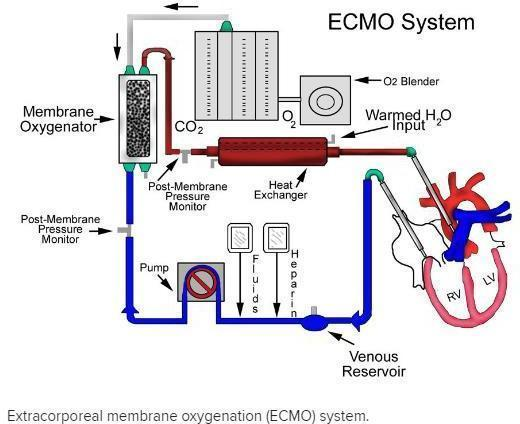 ECMO System
O2 Blender
Membrane
Oxygenator
CO2
O2
Warmed H2O
Input
Post-Membrane
Pressure
Monitor
Heat
Exchanger
Post-Membrane
Pressure
Monitor
Pump
Fluids
Heparin
RV
LV
Venous
Reservoir
Extracorporeal membrane oxygenation (ECMO) system.